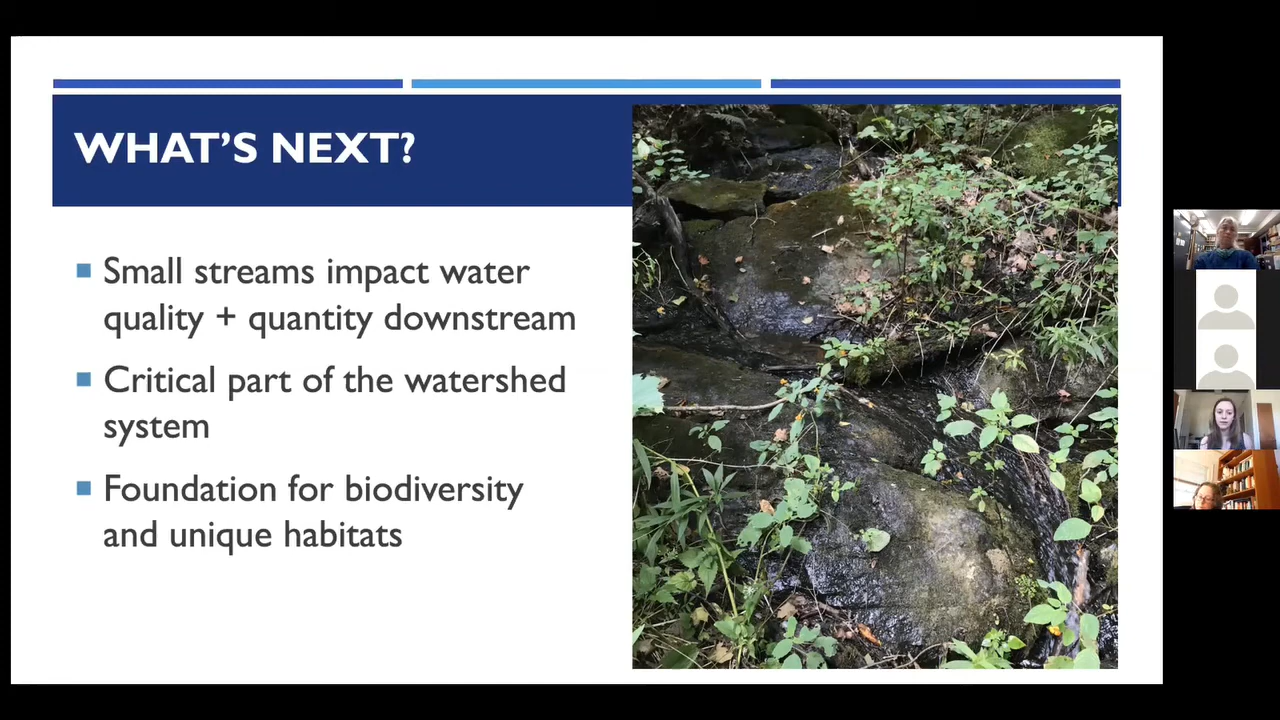 WHAT'S NEXT?
Small streams impact water
quality + quantity downstream
Critical part of the watershed
system
Foundation for biodiversity
and unique habitats